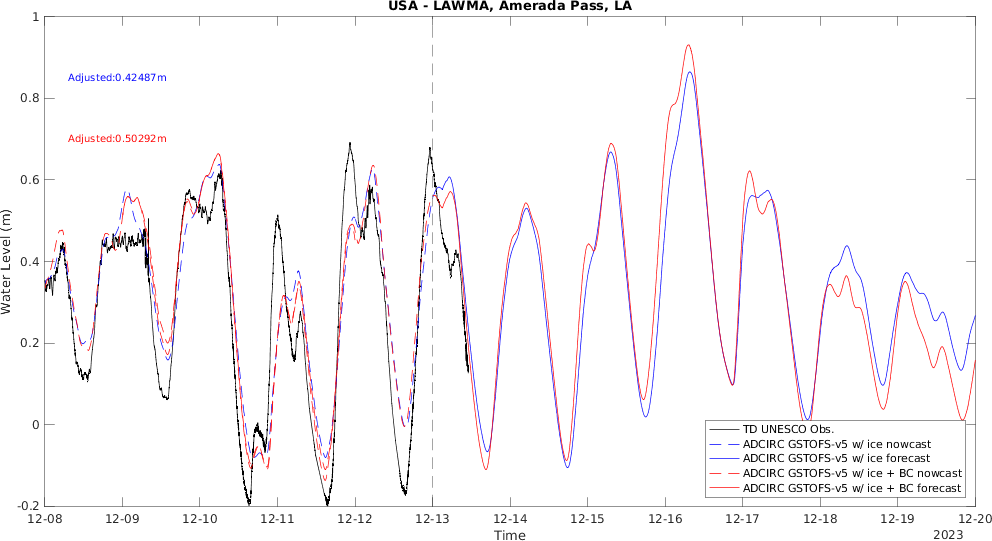 USA - LAWMA, Amerada Pass, LA
1
Adjusted:0.42487m
0.8
Adjusted:0.50292m
0.6
Water Level (m)
0.4
0.2
0
TD UNESCO Obs.
ADCIRC GSTOFS-v5 w/ ice nowcast
ADCIRC GSTOFS-v5 w/ ice forecast
ADCIRC GSTOFS-v5 w/ ice + BC nowcast
ADCIRC GSTOFS-v5 w/ ice + BC forecast
-0.2
12-08 12-09 12-10 12-11 12-12 12-13 12-14 12-15 12-16 12-17 12-18 12-19 12-20
Time
2023